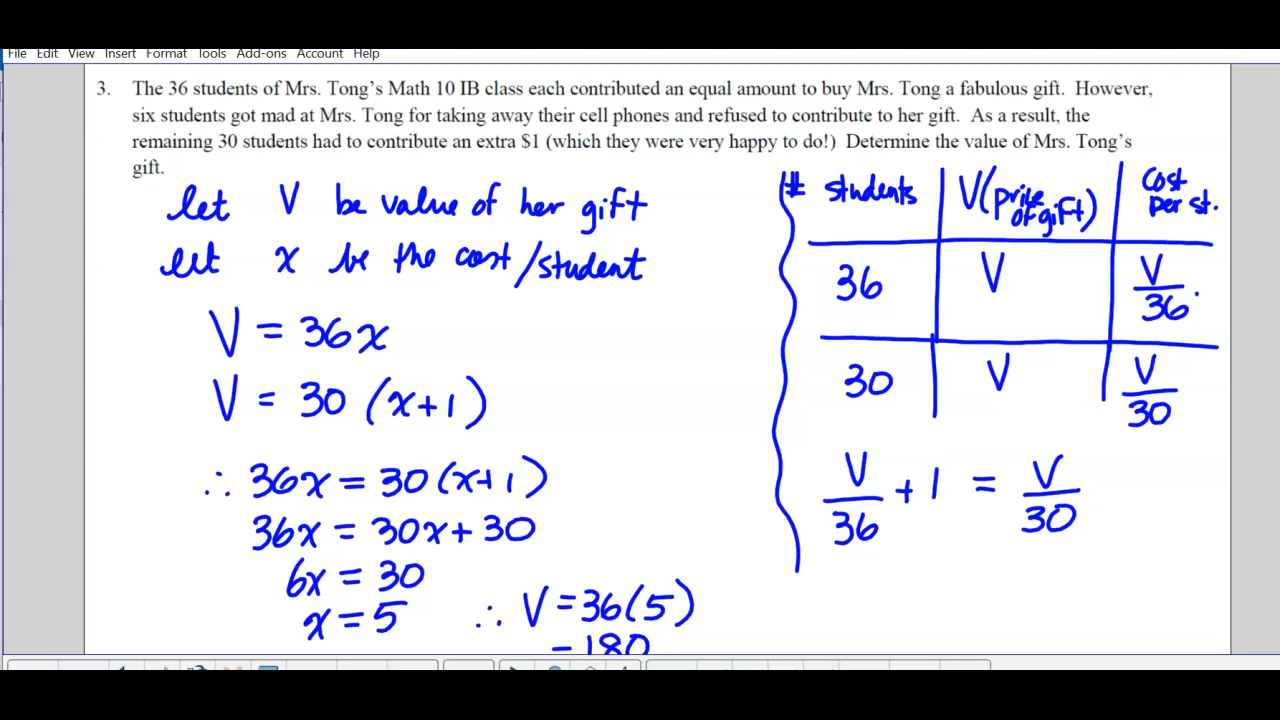 File Edit View Insert Format Tools Add-ons Account Help
3. The 36 students of Mrs. Tong's Math 10 IB class each contributed an equal amount to buy Mrs. Tong a fabulous gift. However,
six students got mad at Mrs. Tong for taking away their cell phones and refused to contribute to her gift. As a result, the
remaining 30 students had to contribute an extra $1 (which they were very happy to do!) Determine the value of Mrs. Tong's
gift.
let V be value of her gift
let x be the cost/student
V = 36x
V = 30 (x+1)
∴ 36x = 30(x+1)
36x = 30x + 30
6x = 30
x = 5
∴ V = 36(5)
= 180
# students V(price of gift) Cost per st.
36 V V/36
30 V V/30
V/36 + 1 = V/30